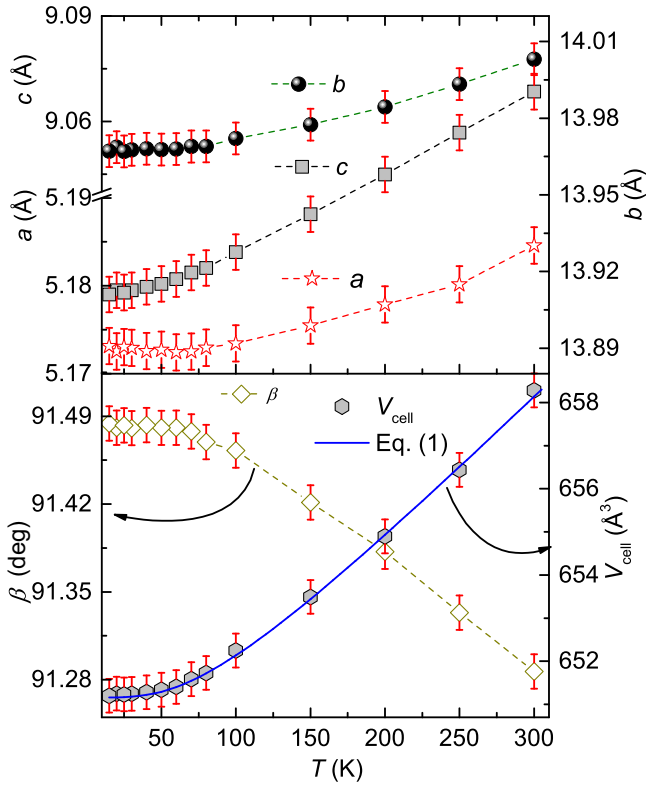 9.09
9.06
c (Å)
5.19
5.18
5.17
a (Å)
14.01
13.98
13.95
13.92
13.89
b (Å)
b
c
a
β
V_cell
Eq. (1)
91.49
91.42
91.35
91.28
β (deg)
658
656
654
652
V_cell (Å³)
50 100 150 200 250 300
T (K)